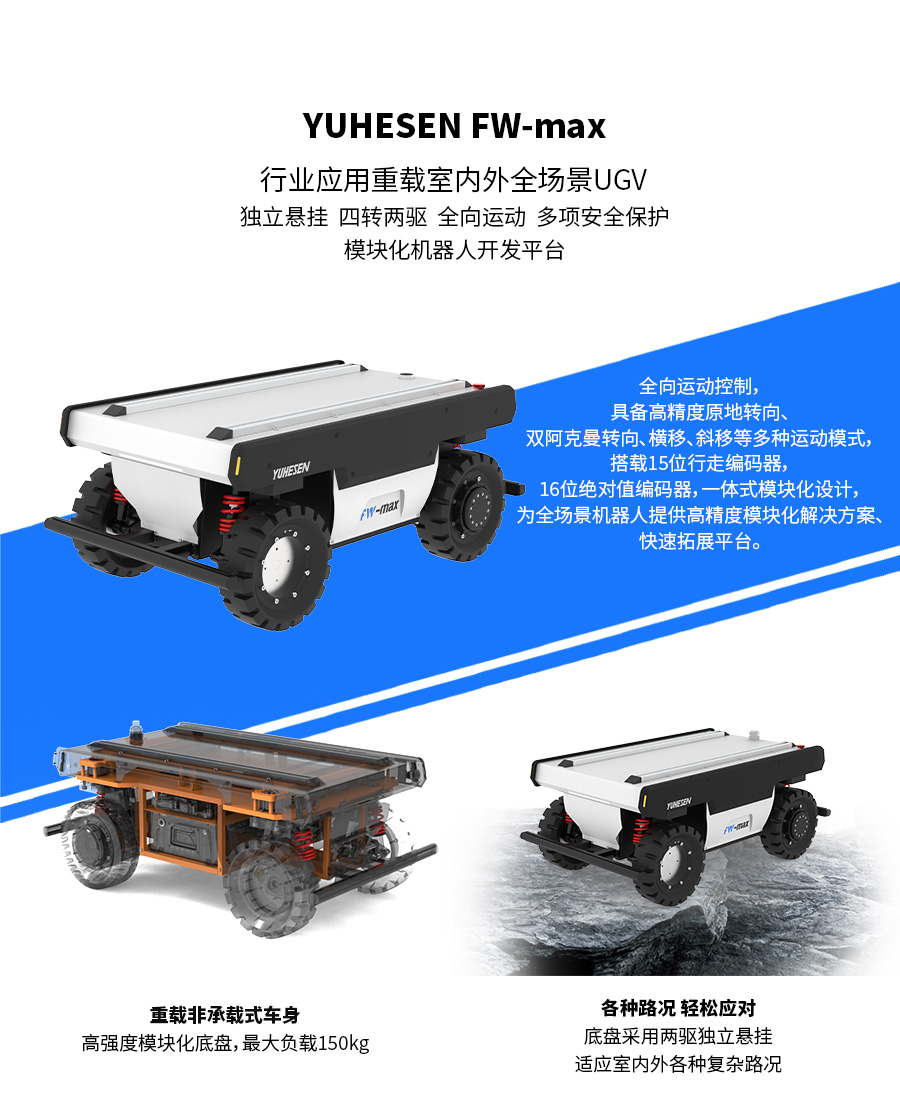 YUHESEN FW-max
行业应用重载室内外全场景UGV
独立悬挂 四转两驱 全向运动 多项安全保护
模块化机器人开发平台
全向运动控制，
具备高精度原地转向、
双阿克曼转向、横移、斜移等多种运动模式，
搭载15位行走编码器，
16位绝对值编码器，一体式模块化设计，
为全场景机器人提供高精度模块化解决方案、
快速拓展平台。
YUHESEN
FW-max
YUHESEN
FW-max
重载非承载式车身
高强度模块化底盘，最大负载150kg
各种路况 轻松应对
底盘采用两驱独立悬挂
适应室内外各种复杂路况